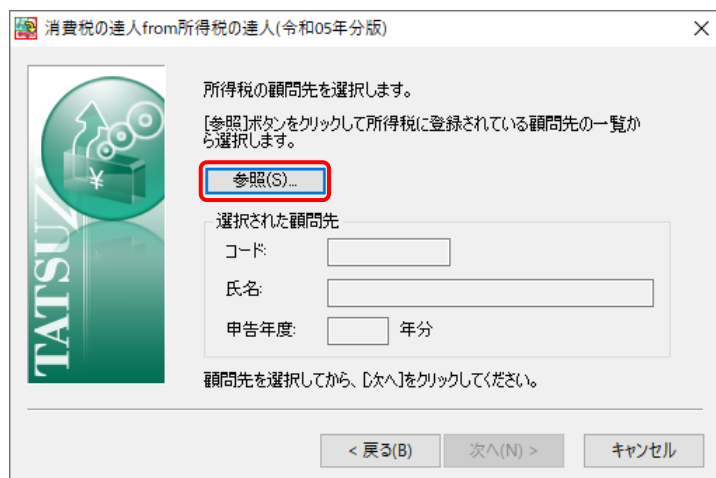 消費税の達人from所得税の達人(令和05年分版)
所得税の顧問先を選択します。
[参照]ボタンをクリックして所得税に登録されている顧問先の一覧か
ら選択します。
参照(S)...
選択された顧問先
コード:
氏名:
申告年度:
年分
顧問先を選択してから、[次へ]をクリックしてください。
< 戻る(B)
次へ(N) >
キャンセル
¥
TATSUZIN